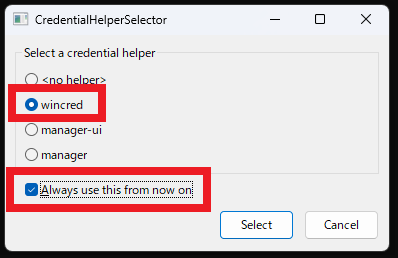 CredentialHelperSelector
Select a credential helper
<no helper>
wincred
manager-ui
manager
Always use this from now on
Select
Cancel